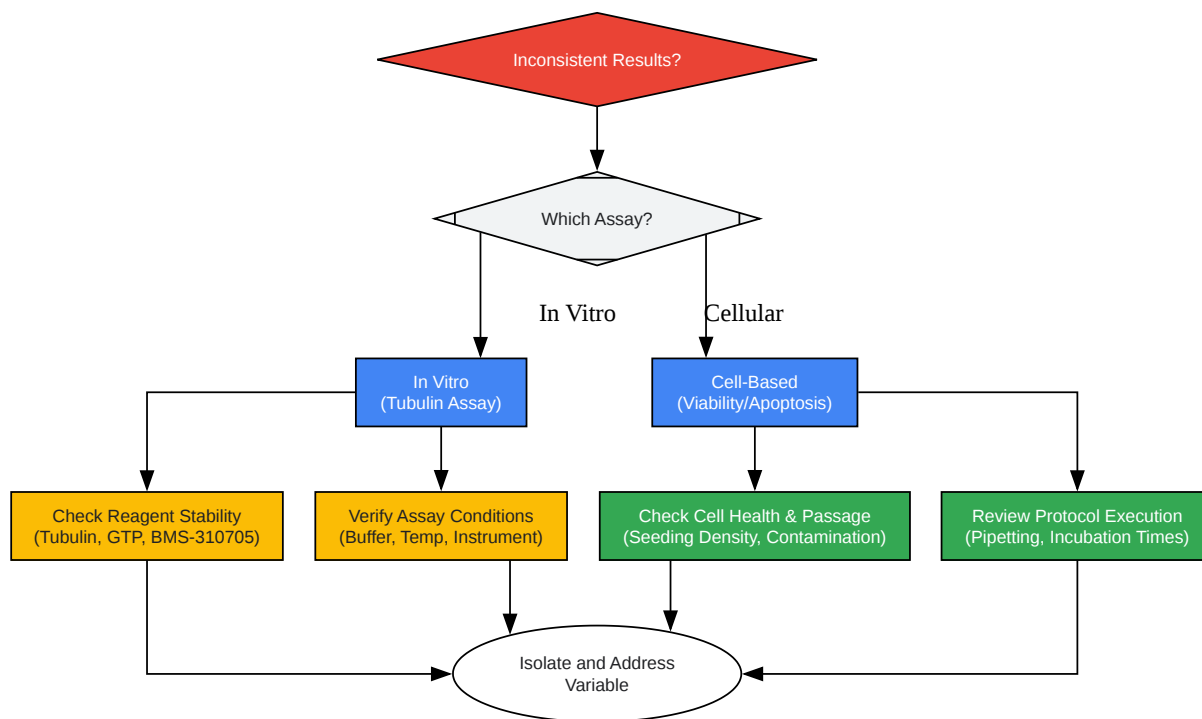 Inconsistent Results?
Which Assay?
In Vitro
Cellular
In Vitro
(Tubulin Assay)
Cell-Based
(Viability/Apoptosis)
Check Reagent Stability
(Tubulin, GTP, BMS-310705)
Verify Assay Conditions
(Buffer, Temp, Instrument)
Check Cell Health & Passage
(Seeding Density, Contamination)
Review Protocol Execution
(Pipetting, Incubation Times)
Isolate and Address
Variable